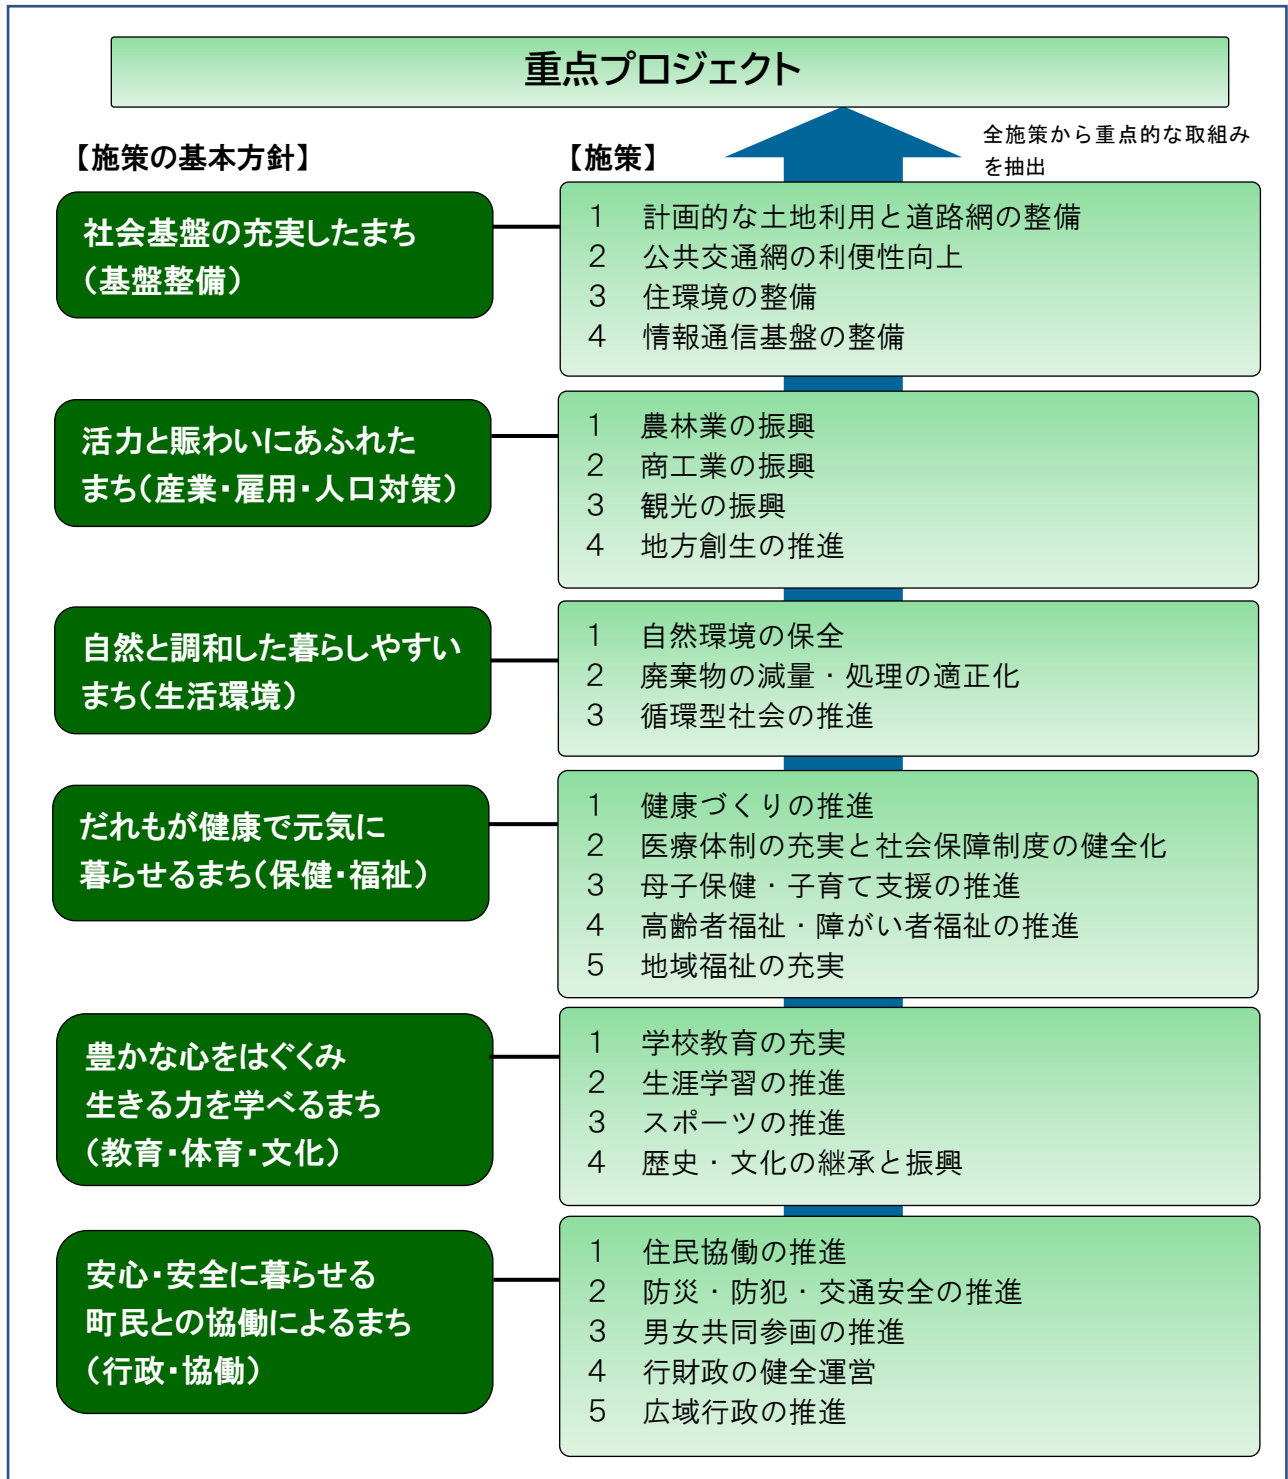 重点プロジェクト
全施策から重点的な取組み
を抽出
【施策の基本方針】
【施策】
社会基盤の充実したまち
（基盤整備）
1 計画的な土地利用と道路網の整備
2 公共交通網の利便性向上
3 住環境の整備
4 情報通信基盤の整備
活力と賑わいにあふれた
まち（産業・雇用・人口対策）
1 農林業の振興
2 商工業の振興
3 観光の振興
4 地方創生の推進
自然と調和した暮らしやすい
まち（生活環境）
1 自然環境の保全
2 廃棄物の減量・処理の適正化
3 循環型社会の推進
だれもが健康で元気に
暮らせるまち（保健・福祉）
1 健康づくりの推進
2 医療体制の充実と社会保障制度の健全化
3 母子保健・子育て支援の推進
4 高齢者福祉・障がい者福祉の推進
5 地域福祉の充実
豊かな心をはぐくみ
生きる力を学べるまち
（教育・体育・文化）
1 学校教育の充実
2 生涯学習の推進
3 スポーツの推進
4 歴史・文化の継承と振興
安心・安全に暮らせる
町民との協働によるまち
（行政・協働）
1 住民協働の推進
2 防災・防犯・交通安全の推進
3 男女共同参画の推進
4 行財政の健全運営
5 広域行政の推進